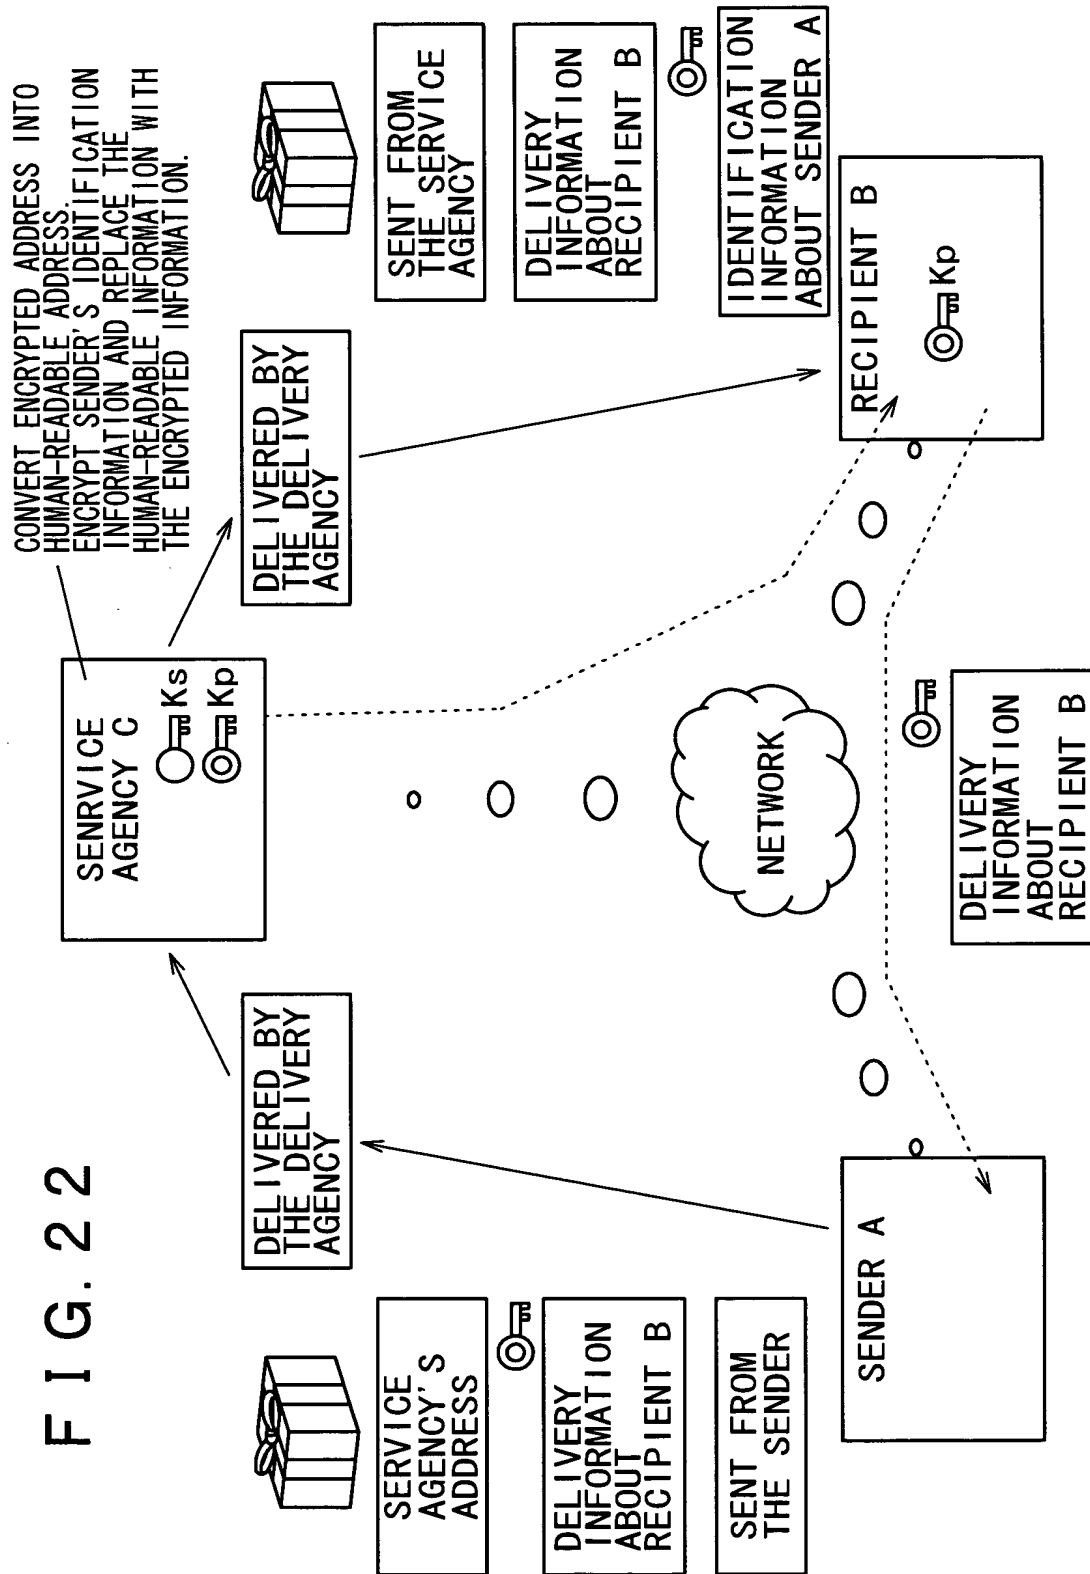 FIG. 22
CONVERT ENCRYPTED ADDRESS INTO
HUMAN-READABLE ADDRESS.
ENCRYPT SENDER'S IDENTIFICATION
INFORMATION AND REPLACE THE
HUMAN-READABLE INFORMATION WITH
THE ENCRYPTED INFORMATION.
SENRVICE
AGENCY C
Ks
Kp
DELIVERED BY
THE DELIVERY
AGENCY
DELIVERED BY
THE DELIVERY
AGENCY
SERVICE
AGENCY'S
ADDRESS
DELIVERY
INFORMATION
ABOUT
RECIPIENT B
SENT FROM
THE SENDER
SENT FROM
THE SERVICE
AGENCY
DELIVERY
INFORMATION
ABOUT
RECIPIENT B
IDENTIFICATION
INFORMATION
ABOUT SENDER A
NETWORK
SENDER A
RECIPIENT B
Kp
DELIVERY
INFORMATION
ABOUT
RECIPIENT B